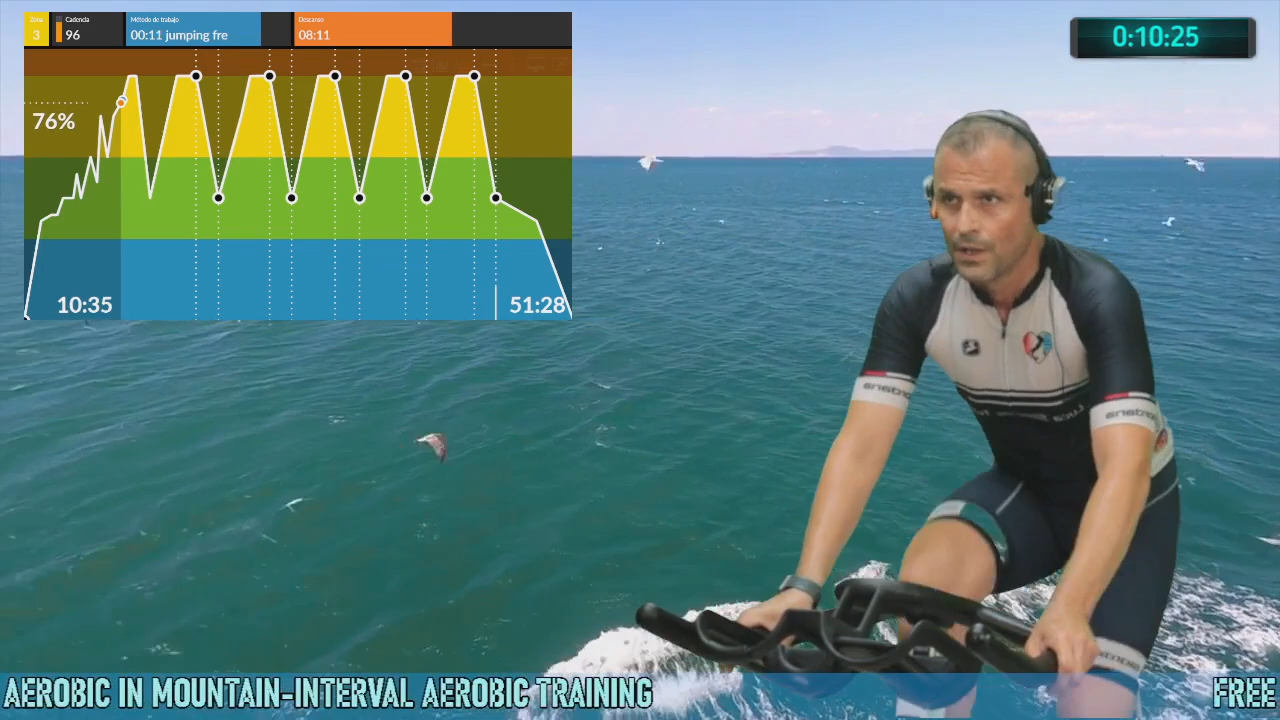 Zona
3
Cadencia
96
Método de trabajo
00:11 jumping fre
Descanso
08:11
0:10:25
76%
10:35
51:28
AEROBIC IN MOUNTAIN-INTERVAL AEROBIC TRAINING
FREE